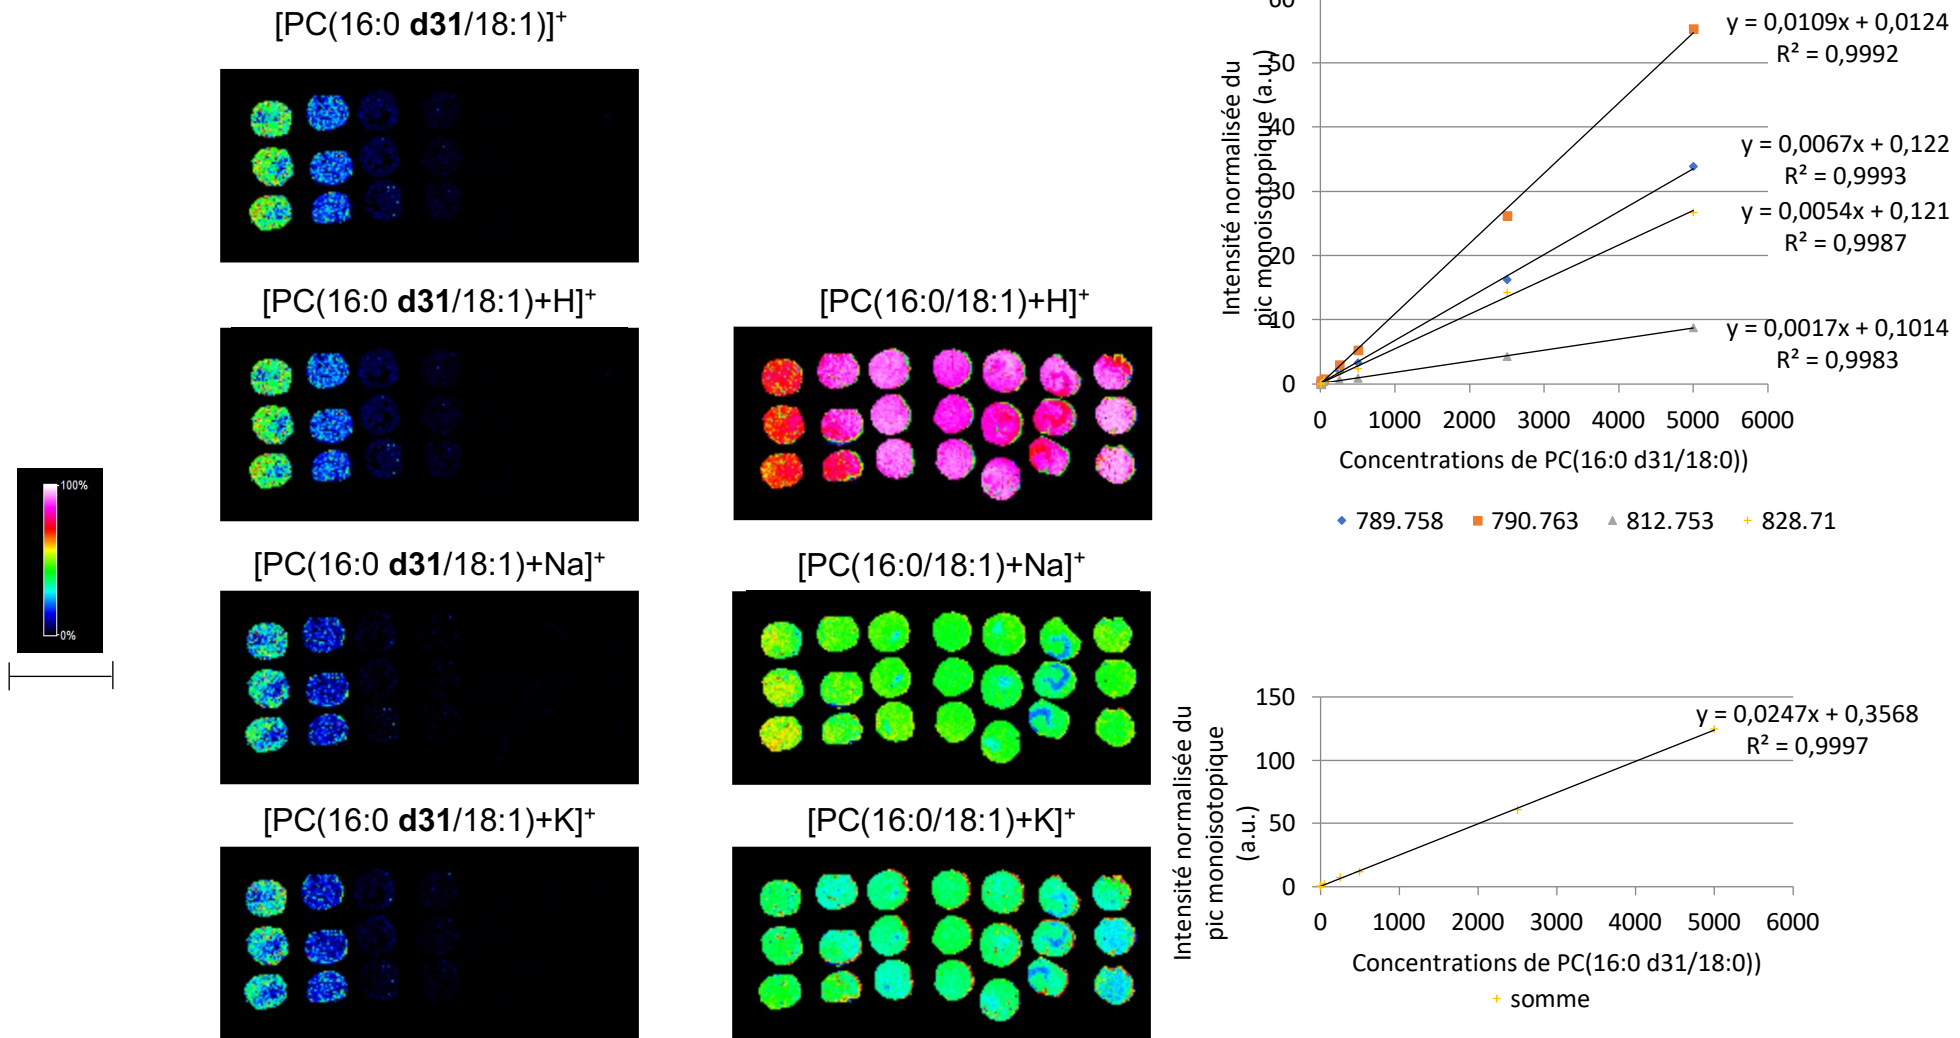 [PC(16:0 d31/18:1)]⁺
[PC(16:0 d31/18:1)+H]⁺
[PC(16:0/18:1)+H]⁺
[PC(16:0 d31/18:1)+Na]⁺
[PC(16:0/18:1)+Na]⁺
[PC(16:0 d31/18:1)+K]⁺
[PC(16:0/18:1)+K]⁺
100%
0%
Intensité normalisée du
pic monoisotopique (a.u.)
60
50
40
30
20
10
0
y = 0,0109x + 0,0124
R² = 0,9992
y = 0,0067x + 0,122
R² = 0,9993
y = 0,0054x + 0,121
R² = 0,9987
y = 0,0017x + 0,1014
R² = 0,9983
0 1000 2000 3000 4000 5000 6000
Concentrations de PC(16:0 d31/18:0))
789.758 790.763 812.753 828.71
Intensité normalisée du
pic monoisotopique
(a.u.)
150
100
50
0
y = 0,0247x + 0,3568
R² = 0,9997
0 1000 2000 3000 4000 5000 6000
Concentrations de PC(16:0 d31/18:0))
somme